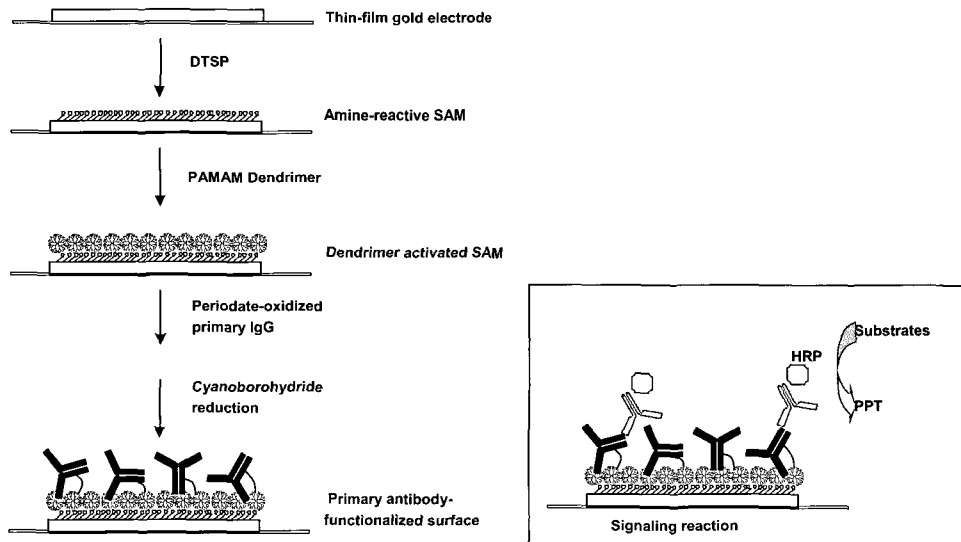 Thin-film gold electrode
DTSP
Amine-reactive SAM
PAMAM Dendrimer
Dendrimer activated SAM
Periodate-oxidized
primary IgG
Cyanoborohydride
reduction
Primary antibody-
functionalized surface
Substrates
HRP
PPT
Signaling reaction